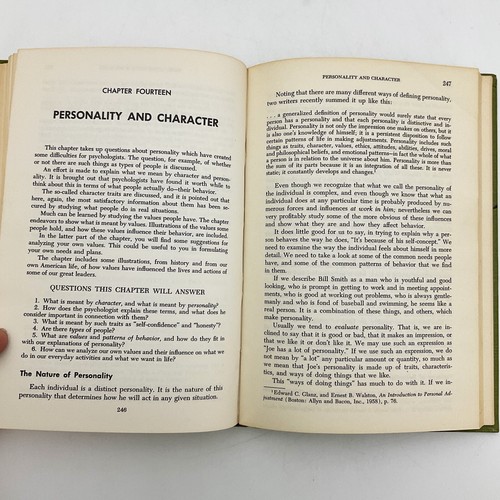 CHAPTER FOURTEEN
PERSONALITY AND CHARACTER
This chapter takes up questions about personality which have created
some difficulties for psychologists. The question, for example, of whether
or not there are such things as types of people is discussed.
An effort is made to explain what we mean by character and person-
ality. It is brought out that psychologists have found it worth while to
think about this in terms of what people actually do—their behavior.
The so-called character traits are discussed, and it is pointed out that
here, again, the most satisfactory information about them has been se-
cured by studying what people do in real situations.
Much can be learned by studying the values people have. The chapter
endeavors to show what is meant by values. Illustrations of the values some
people hold, and how these values influence their behavior, are included.
In the latter part of the chapter, you will find some suggestions for
analyzing your own values. This could be useful to you in formulating
your own needs and plans.
The chapter includes some illustrations, from history and from our
own American life, of how values have influenced the lives and actions of
some of our great leaders.
QUESTIONS THIS CHAPTER WILL ANSWER
1. What is meant by character, and what is meant by personality?
2. How does the psychologist explain these terms, and what does he
consider important in connection with them?
3. What is meant by such traits as "self-confidence" and "honesty"?
4. Are there types of people?
5. What are values and patterns of behavior, and how do they fit in
with our explanations of personality?
6. How can we analyze our own values and their influence on what we
do in our everyday activities and what we want in life?
The Nature of Personality
Each individual is a distinct personality. It is the nature of this
personality that determines how he will act in any given situation.
246
PERSONALITY AND CHARACTER
247
Noting that there are many different ways of defining personality,
two writers recently summed it up like this:
. . . a generalized definition of personality would surely state that every
person has a personality and that each personality is distinctive and in-
dividual. Personality is not only the impression one makes on others, but it
is also one's knowledge of himself; it is a persistent disposition to follow
certain patterns of life in making adjustments. Personality includes such
things as traits, character, values, ethics, attitudes, abilities, drives, moral
and philosophical beliefs, and emotional patterns—in fact the whole of what
a person is in relation to the universe about him. Personality is more than
the sum of its parts because it is an integration of all these. It is never
static; it constantly develops and changes.¹
Even though we recognize that what we call the personality of
the individual is complex, and even though we know that what an
individual does at any particular time is probably produced by nu-
merous forces and influences at work in him; nevertheless we can
very profitably study some of the more obvious of these influences
and show what they are and how they affect behavior.
It does little good for us to say, in trying to explain why a per-
son behaves the way he does, "It's because of his self-concept." We
need to examine the way the individual feels about himself in more
detail. We need to take a look at some of the common needs people
have, and some of the common patterns of behavior that we find
in them.
If we describe Bill Smith as a man who is youthful and good
looking, who is prompt in getting to work and in meeting appoint-
ments, who is good at working out problems, who is always gentle-
manly and who is fond of baseball and swimming, he seems like a
real person. It is a combination of these things, and others, which
make personality.
Usually we tend to evaluate personality. That is, we are in-
clined to say that it is good or bad, that it makes an impression, or
that we like it or don't like it. We may use such an expression as
"Joe has a lot of personality." If we use such an expression, we do
not mean by "a lot" any particular amount or quantity, so much as
we mean that Joe's personality is made up of traits, characteris-
tics, and ways of doing things that we like.
This "ways of doing things" has much to do with it. If we in-
¹ Edward C. Glanz, and Ernest B. Walston, An Introduction to Personal Ad-
justment (Boston: Allyn and Bacon, Inc., 1958), p. 76.